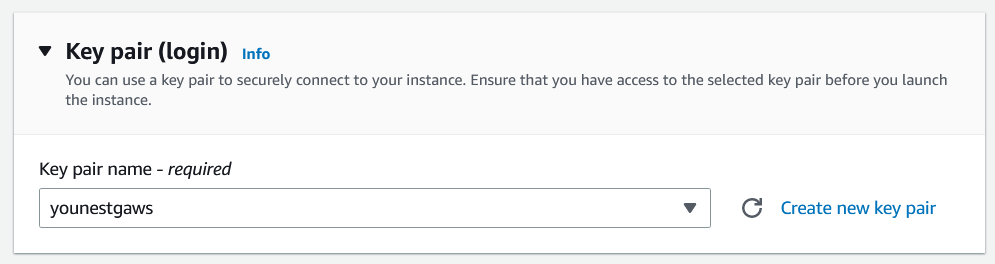 Key pair (login) Info
You can use a key pair to securely connect to your instance. Ensure that you have access to the selected key pair before you launch
the instance.
Key pair name - required
younestgaws
Create new key pair